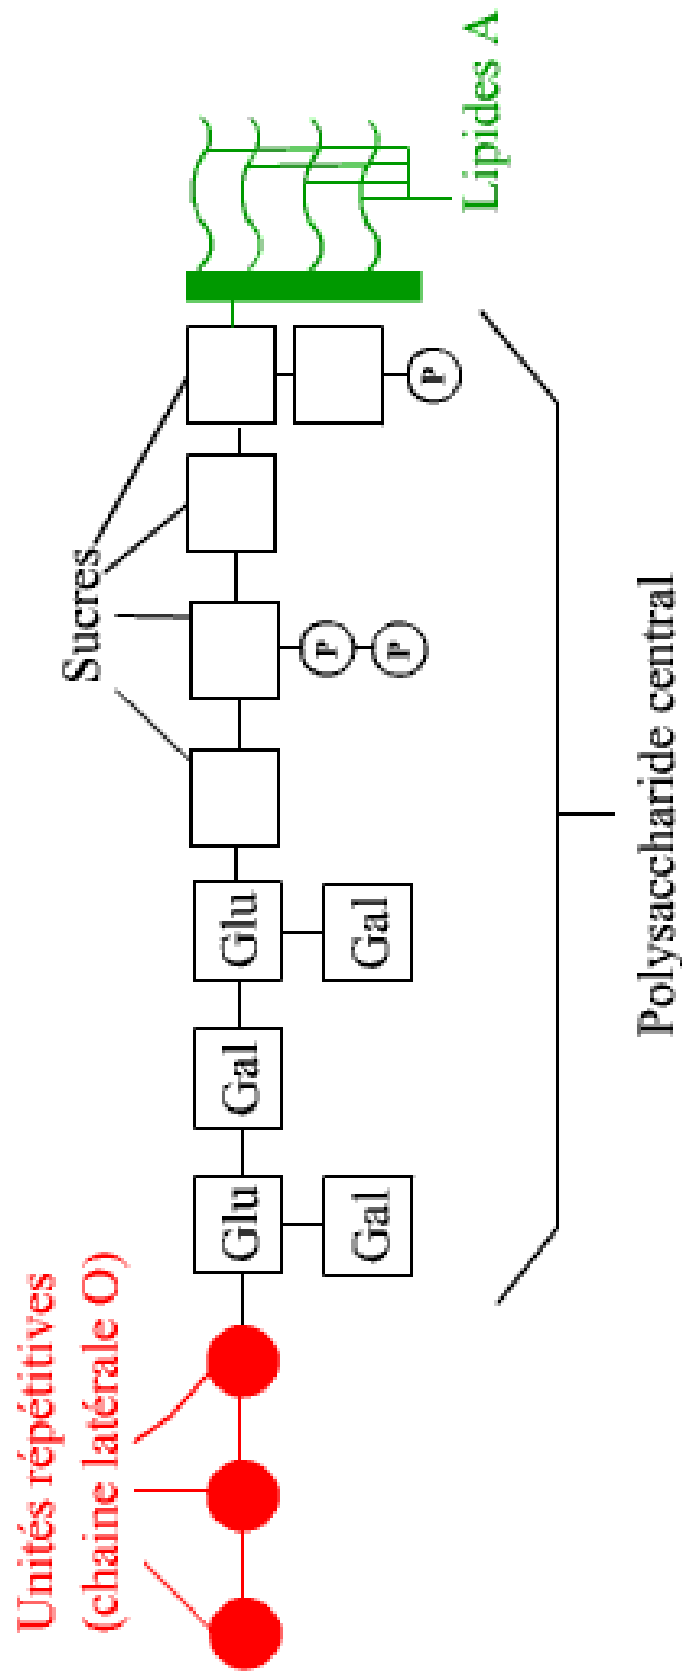 Unités répétitives
(chaine latérale O)
Sucres
Lipides A
Glu
Gal
Glu
Gal
Gal
P
P
P
Polysaccharide central